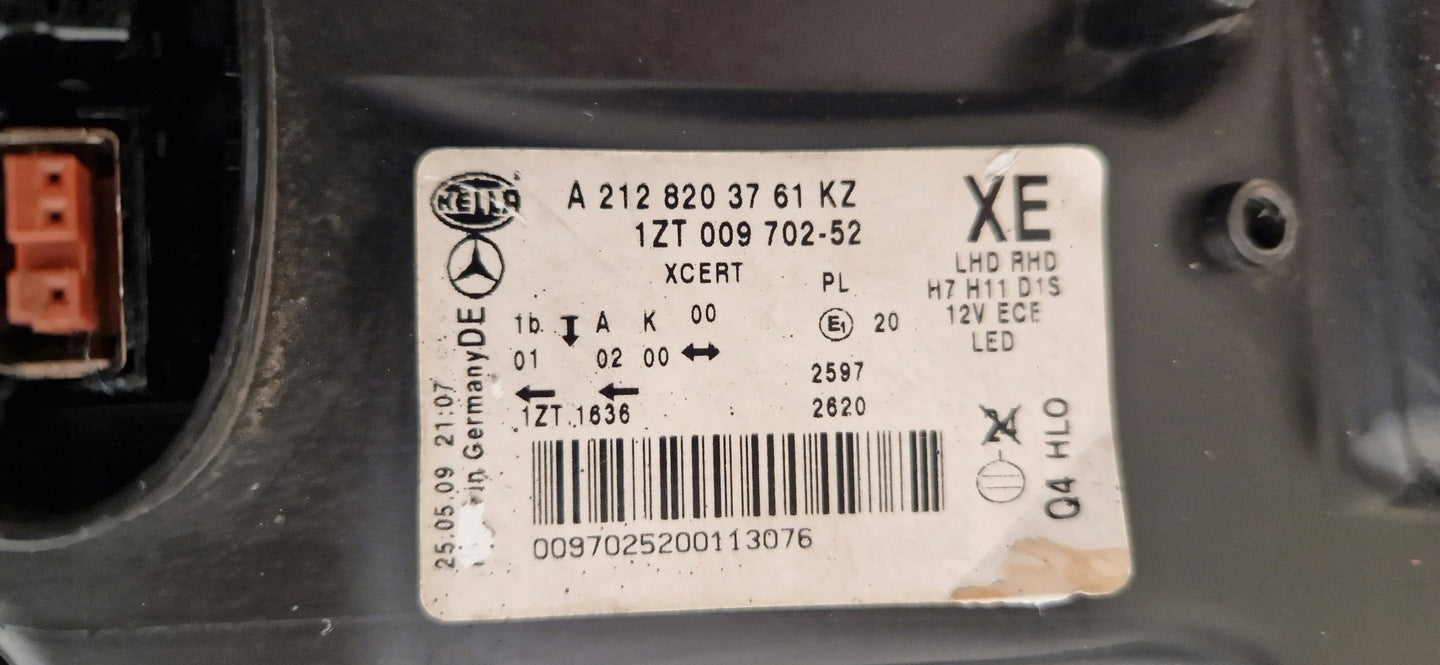 HELLA
A 212 820 37 61 KZ
1ZT 009 702-52
XCERT
XE
LHD RHD
H7 H11 D1S
12V ECE
LED
PL
1b A K 00
01 02 00
E1 20
2597
2620
1ZT.1636
25.05.09 21:07
in Germany DE
Q4 HLO
0097025200113076